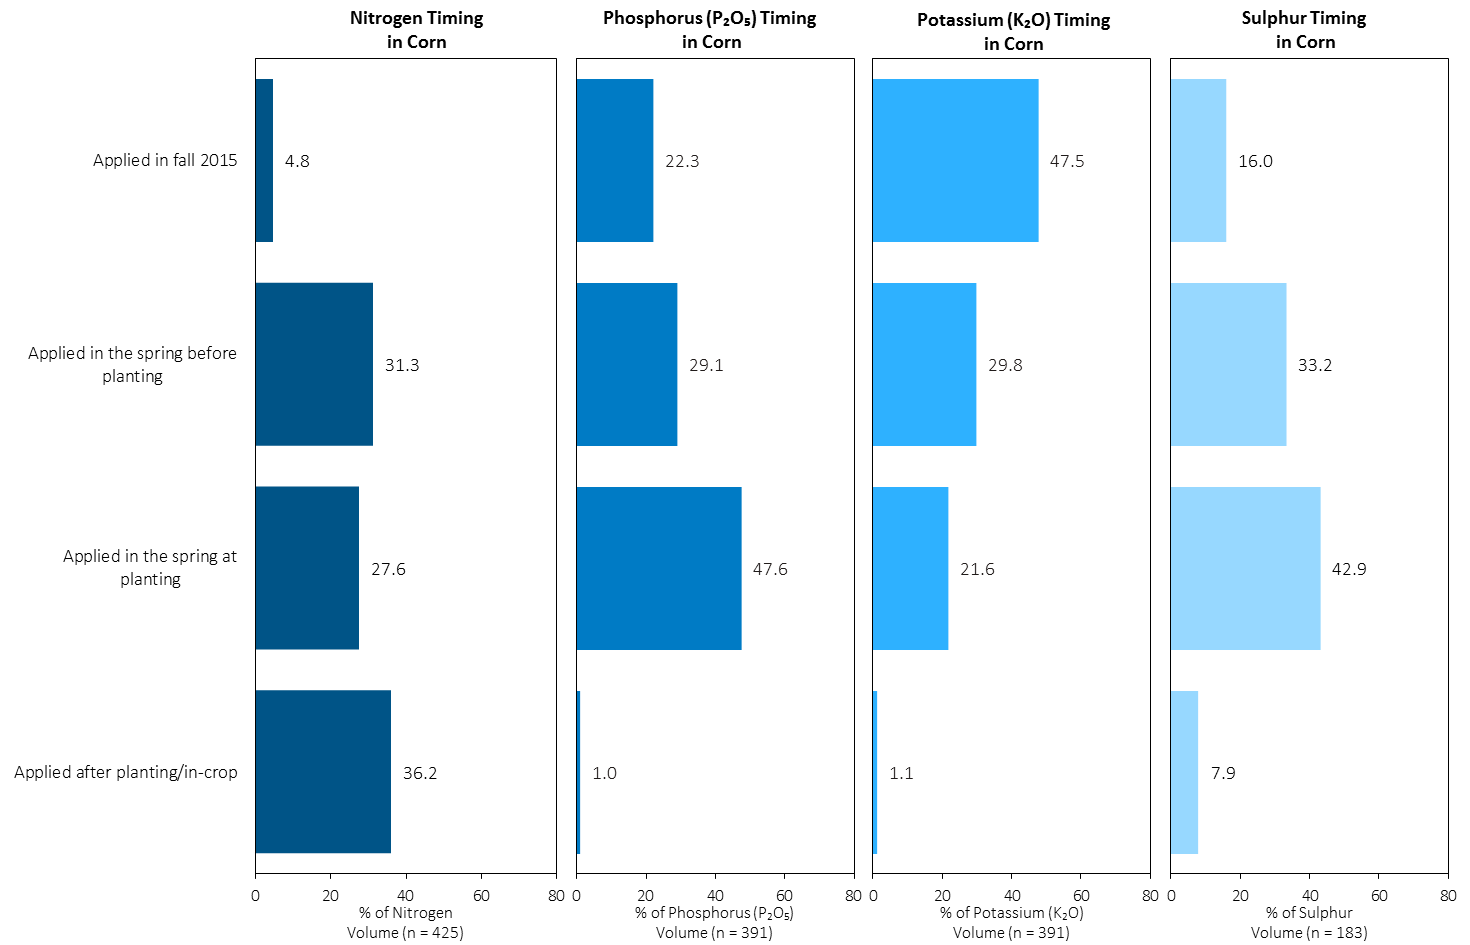 Nitrogen Timing
in Corn
Phosphorus (P₂O₅) Timing
in Corn
Potassium (K₂O) Timing
in Corn
Sulphur Timing
in Corn
Applied in fall 2015
4.8
22.3
47.5
16.0
Applied in the spring before
planting
31.3
29.1
29.8
33.2
Applied in the spring at
planting
27.6
47.6
21.6
42.9
Applied after planting/in-crop
36.2
1.0
1.1
7.9
0 20 40 60 80
0 20 40 60 80
0 20 40 60 80
0 20 40 60 80
% of Nitrogen
Volume (n = 425)
% of Phosphorus (P₂O₅)
Volume (n = 391)
% of Potassium (K₂O)
Volume (n = 391)
% of Sulphur
Volume (n = 183)